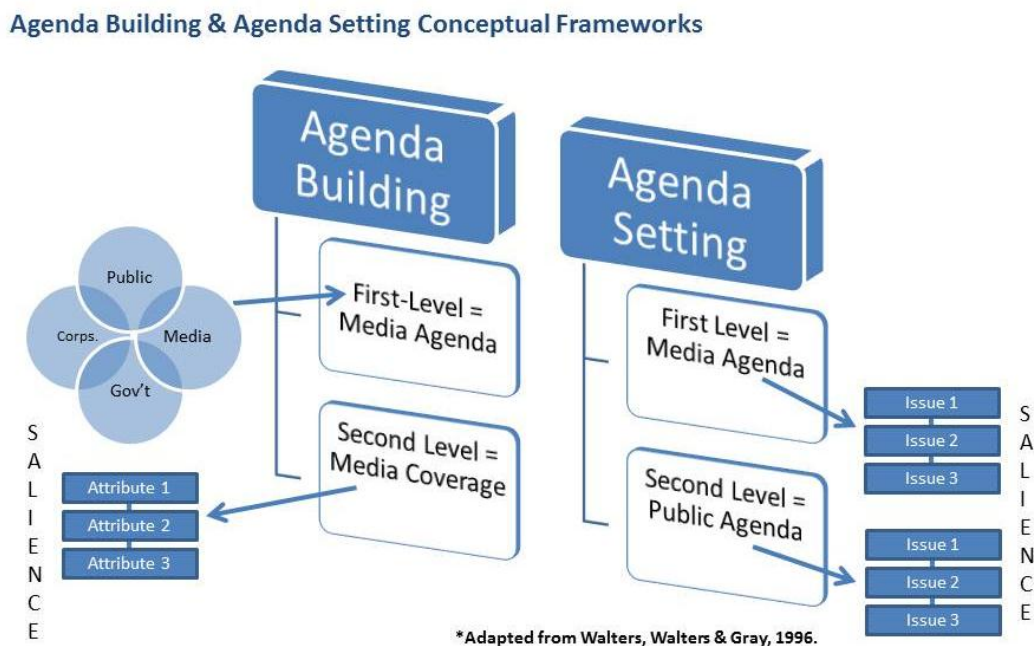 Agenda Building & Agenda Setting Conceptual Frameworks
Agenda
Building
First-Level =
Media Agenda
Second Level =
Media Coverage
Public
Corps.
Media
Gov't
SALIENCE
Attribute 1
Attribute 2
Attribute 3
Agenda
Setting
First Level =
Media Agenda
Second Level =
Public Agenda
Issue 1
Issue 2
Issue 3
Issue 1
Issue 2
Issue 3
SALIENCE
*Adapted from Walters, Walters & Gray, 1996.